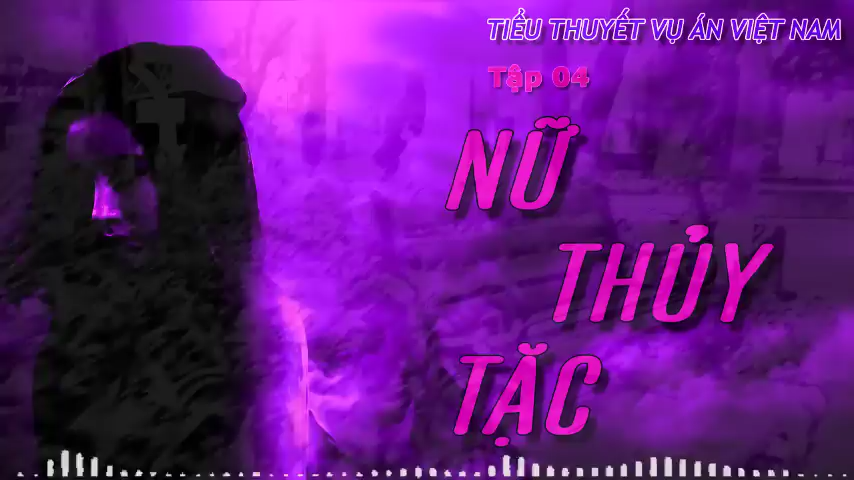 TIỂU THUYẾT VỤ ÁN VIỆT NAM
Tập 04
NỮ
THỦY
TẶC